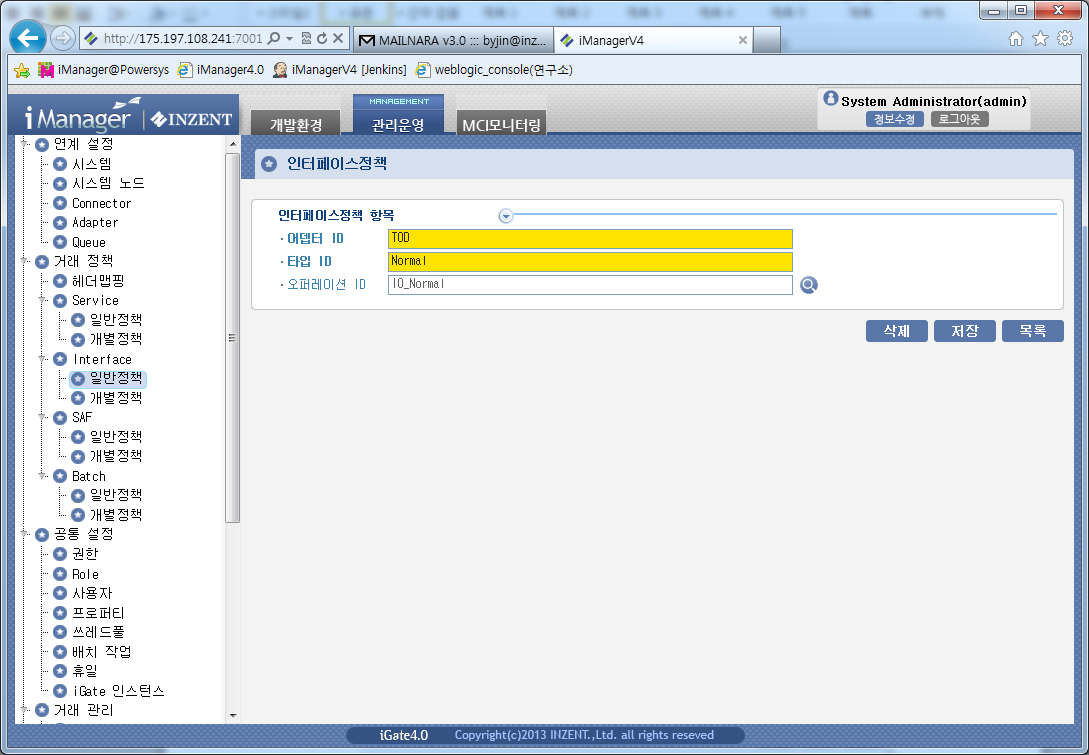 http://175.197.108.241:7001
MAILNARA v3.0 ::: byjin@inz...
iManagerV4
iManager@Powersys
iManager4.0
iManagerV4 [Jenkins]
weblogic_console(연구소)
iManager
INZENT
개발환경
MANAGEMENT
관리운영
MCI모니터링
System Administrator(admin)
정보수정
로그아웃
연계 설정
시스템
시스템 노드
Connector
Adapter
Queue
거래 정책
헤더맵핑
Service
일반정책
개별정책
Interface
일반정책
개별정책
SAF
일반정책
개별정책
Batch
일반정책
개별정책
공통 설정
권한
Role
사용자
프로퍼티
쓰레드풀
배치 작업
휴일
iGate 인스턴스
거래 관리
인터페이스정책
인터페이스정책 항목
· 어댑터 ID
TOD
· 타입 ID
Normal
· 오퍼레이션 ID
IO_Normal
삭제
저장
목록
iGate4.0
Copyright(c)2013 INZENT.,Ltd. all rights reseved